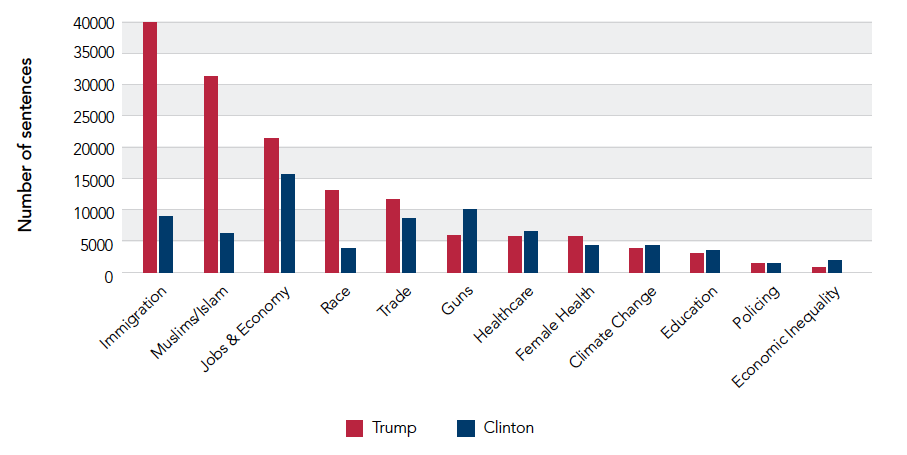 Number of sentences
40000
35000
30000
25000
20000
15000
10000
5000
0
Immigration
Muslims/Islam
Jobs & Economy
Race
Trade
Guns
Healthcare
Female Health
Climate Change
Education
Policing
Economic Inequality
Trump
Clinton